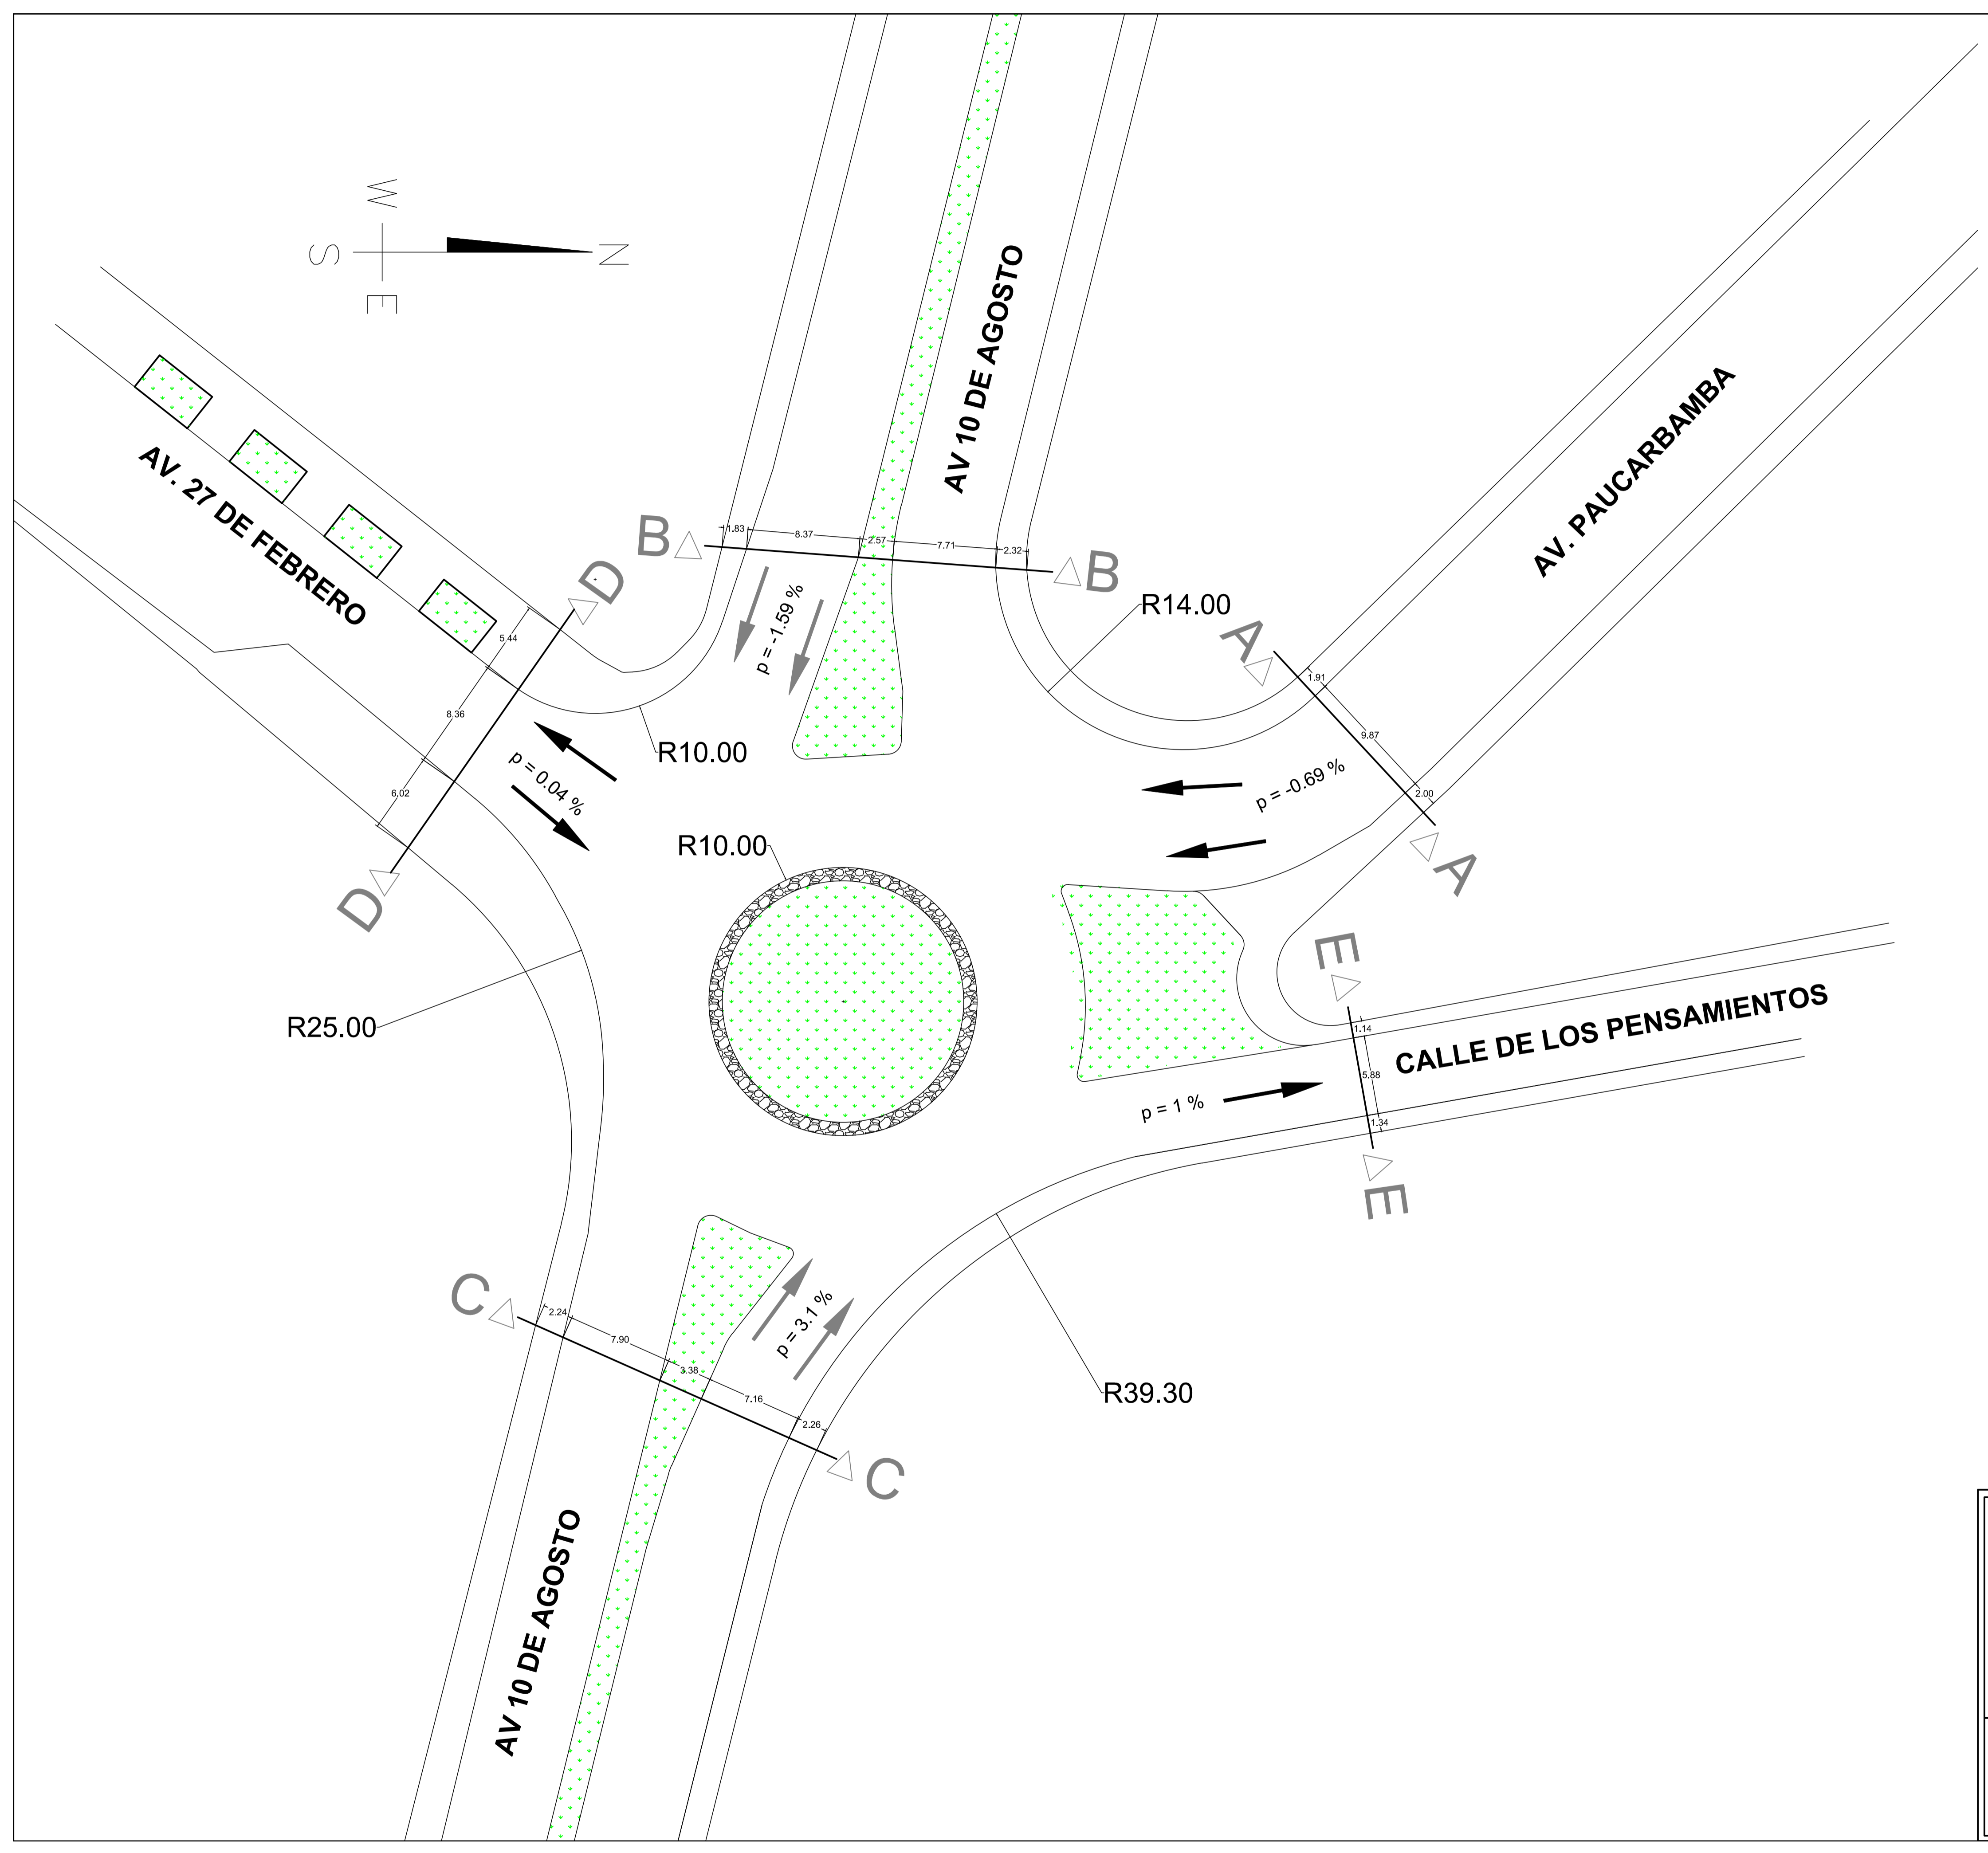 W
S
N
E
AV 10 DE AGOSTO
AV. PAUCARBAMBA
AV. 27 DE FEBRERO
B
1.83
8.37
2.57
7.71
2.32
B
D
5.44
8.36
6.02
D
p = -1.59 %
R14.00
A
1.91
9.87
2.00
A
R10.00
p = 0.04 %
p = -0.69 %
R10.00
R25.00
E
1.14
5.88
1.34
E
CALLE DE LOS PENSAMIENTOS
p = 1 %
C
2.24
7.90
3.38
7.16
2.26
C
p = 3.1 %
R39.30
AV 10 DE AGOSTO